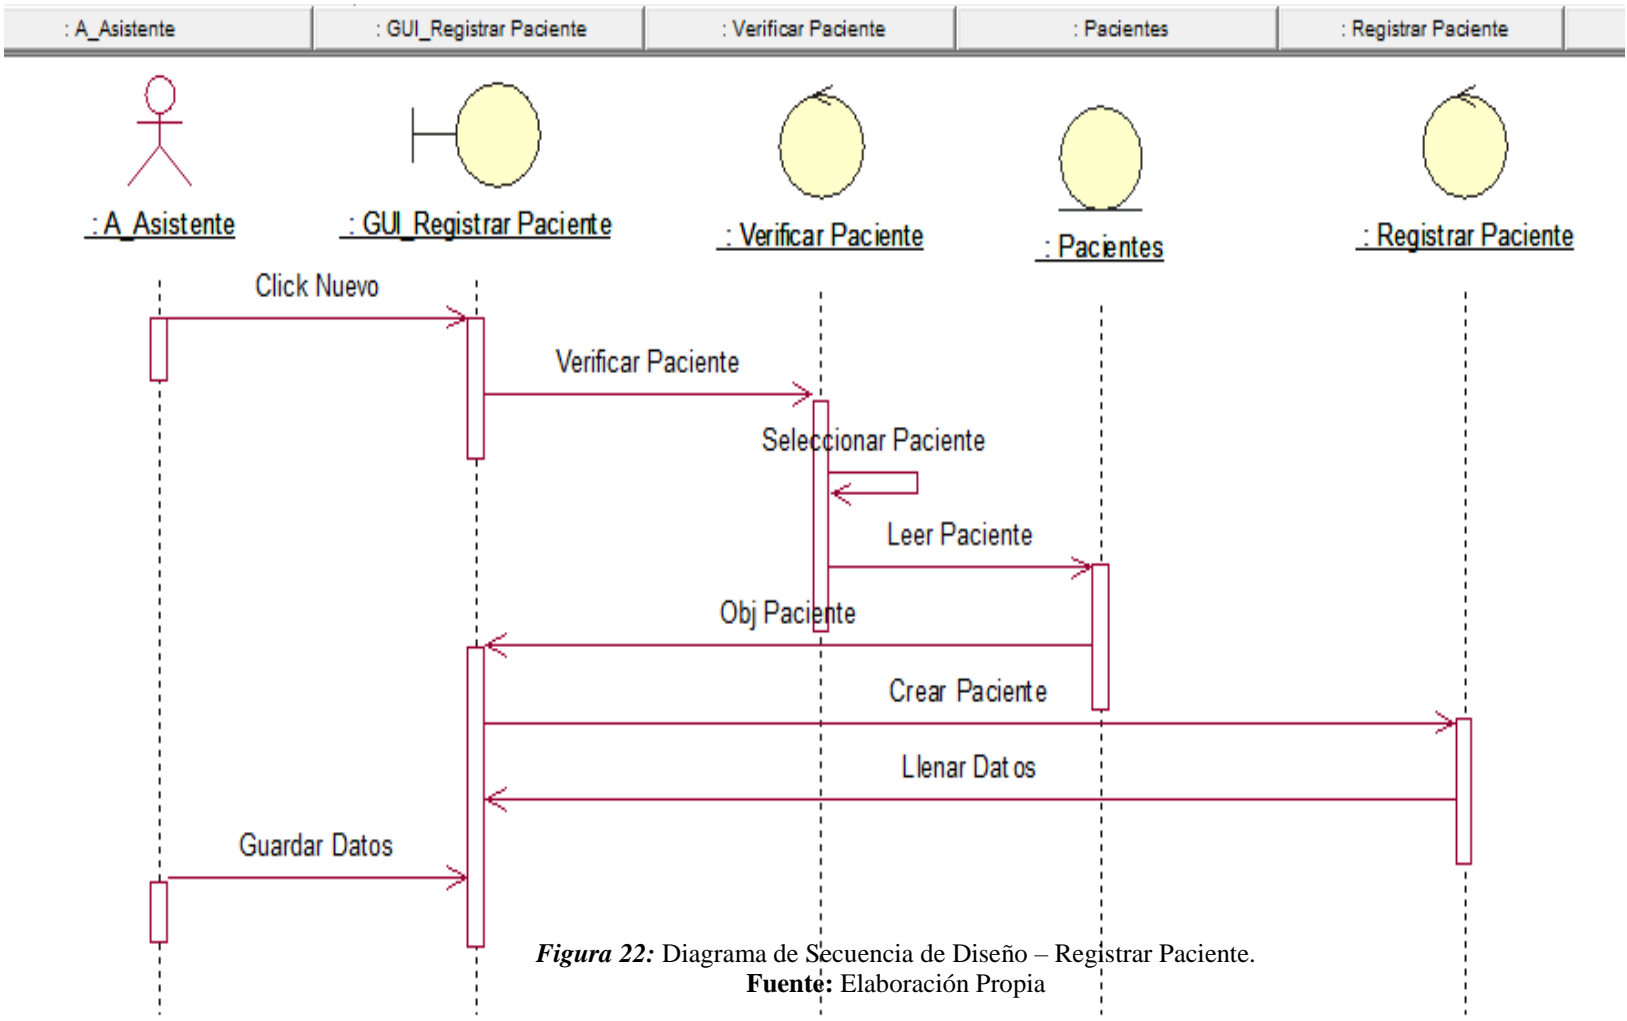 : A_Asistente
: GUI_Registrar Paciente
: Verificar Paciente
: Pacientes
: Registrar Paciente
: A_Asistente
: GUI_Registrar Paciente
: Verificar Paciente
: Pacientes
: Registrar Paciente
Click Nuevo
Verificar Paciente
Seleccionar Paciente
Leer Paciente
Obj Paciente
Crear Paciente
Llenar Datos
Guardar Datos
Figura 22: Diagrama de Secuencia de Diseño – Registrar Paciente.
Fuente: Elaboración Propia